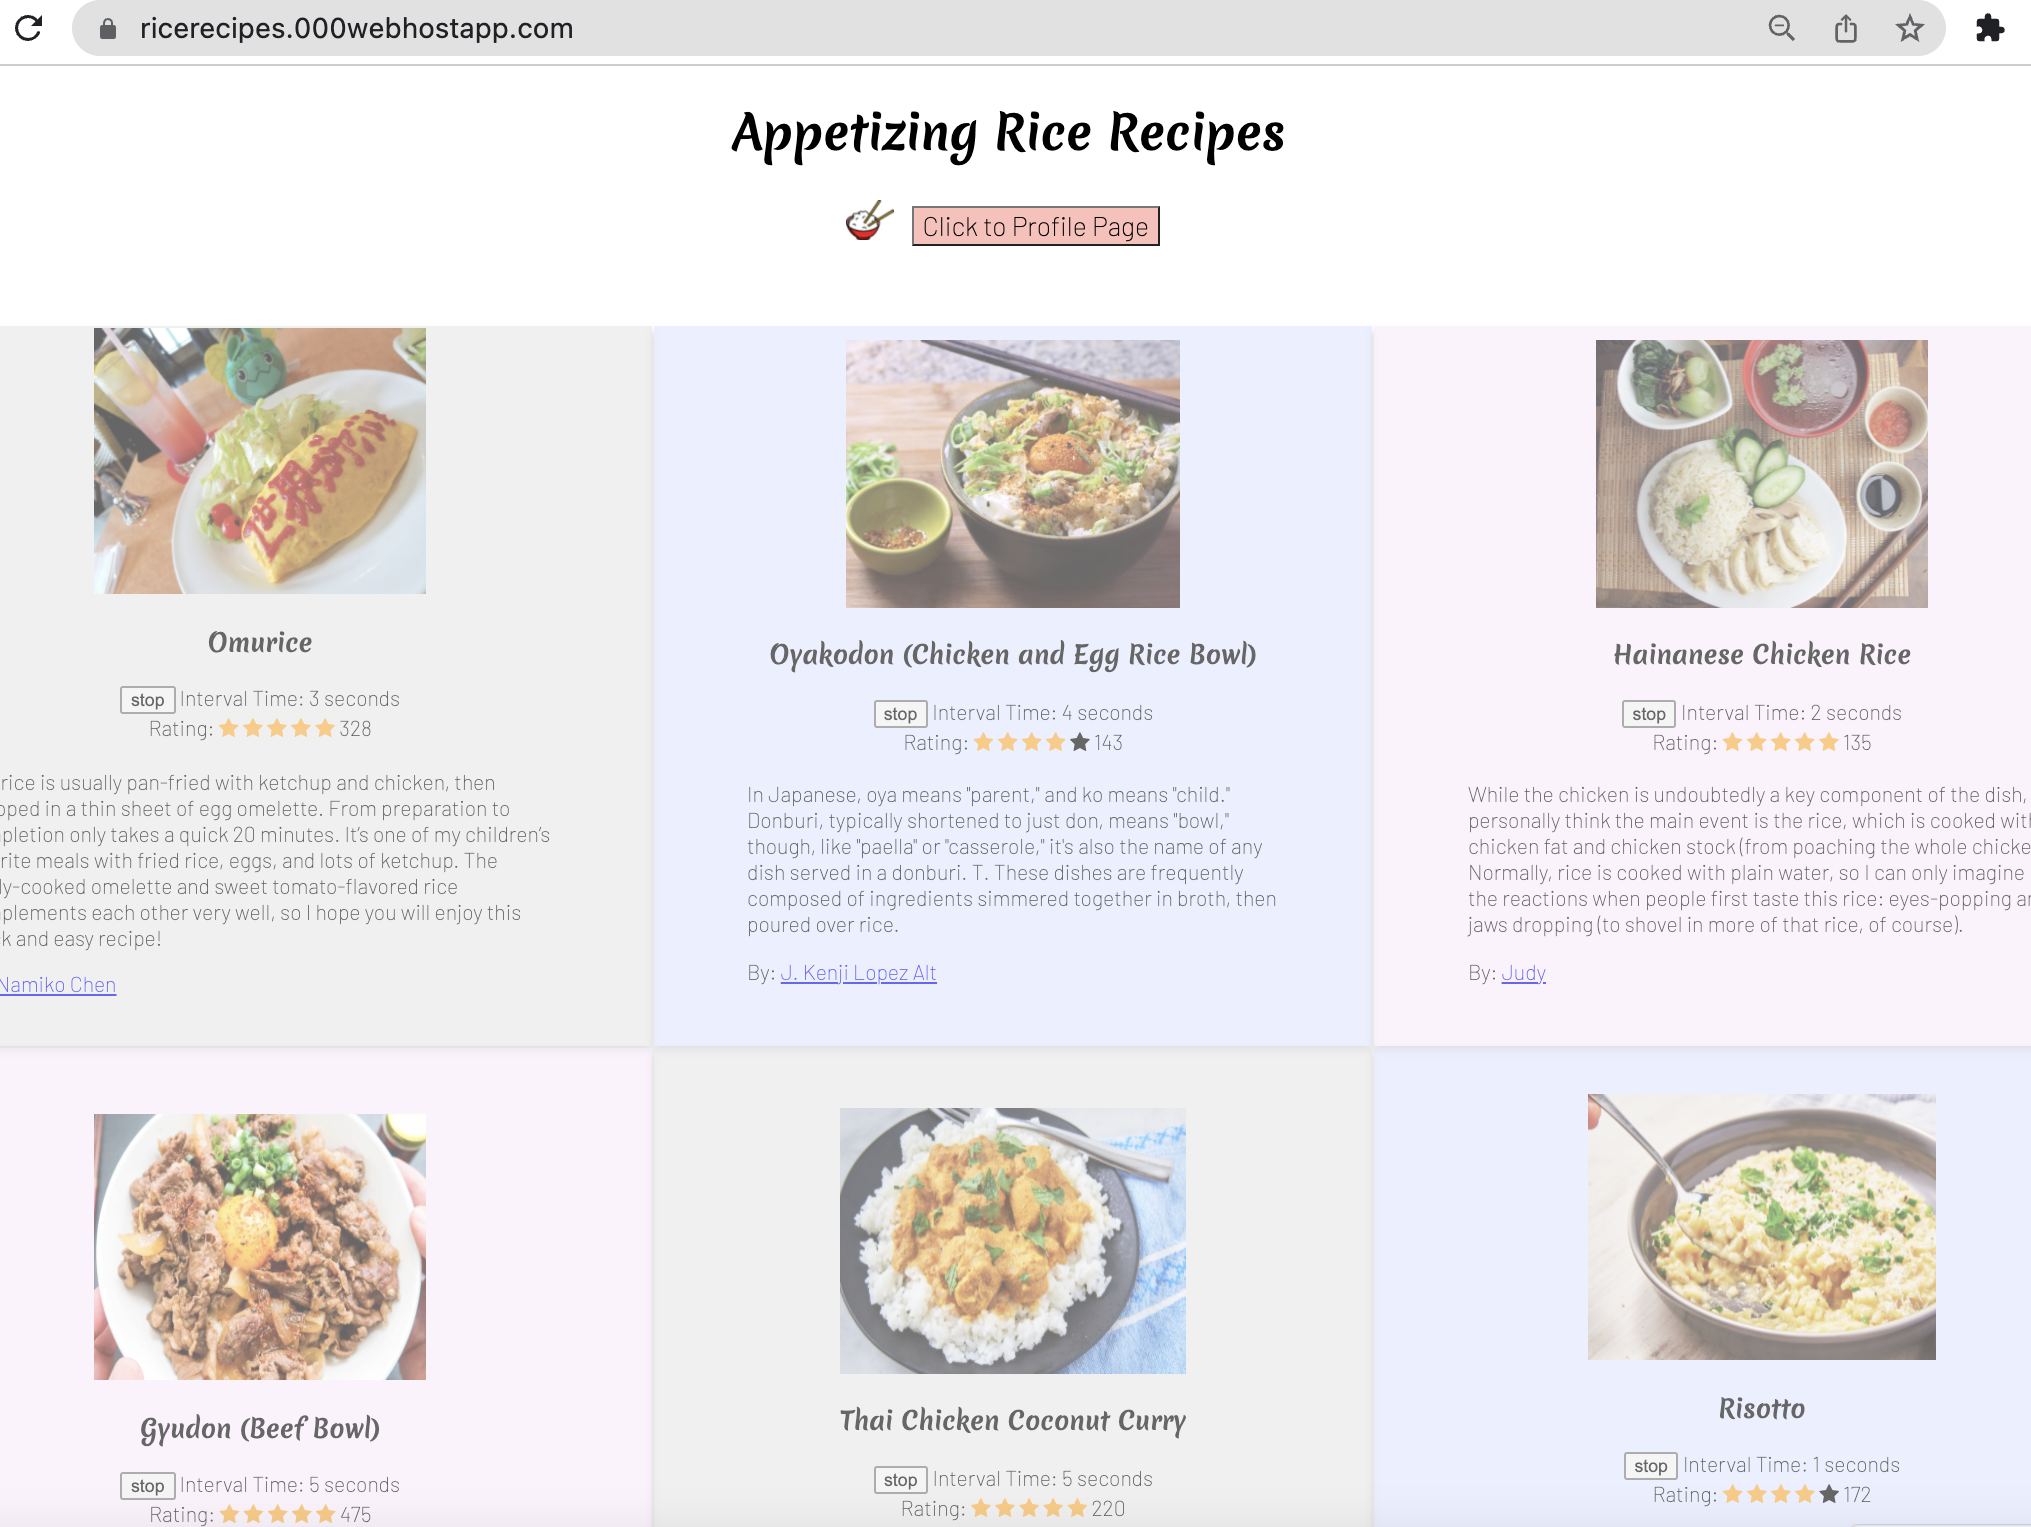 ricerecipes.000webhostapp.com
Appetizing Rice Recipes
Click to Profile Page
Omurice
stop Interval Time: 3 seconds
Rating: 328
rice is usually pan-fried with ketchup and chicken, then
pped in a thin sheet of egg omelette. From preparation to
pletion only takes a quick 20 minutes. It's one of my children's
rite meals with fried rice, eggs, and lots of ketchup. The
ly-cooked omelette and sweet tomato-flavored rice
plements each other very well, so I hope you will enjoy this
k and easy recipe!
Namiko Chen
Oyakodon (Chicken and Egg Rice Bowl)
stop Interval Time: 4 seconds
Rating: 143
In Japanese, oya means "parent," and ko means "child."
Donburi, typically shortened to just don, means "bowl,"
though, like "paella" or "casserole," it's also the name of any
dish served in a donburi. T. These dishes are frequently
composed of ingredients simmered together in broth, then
poured over rice.
By: J. Kenji Lopez Alt
Hainanese Chicken Rice
stop Interval Time: 2 seconds
Rating: 135
While the chicken is undoubtedly a key component of the dish,
personally think the main event is the rice, which is cooked wit
chicken fat and chicken stock (from poaching the whole chicke
Normally, rice is cooked with plain water, so I can only imagine
the reactions when people first taste this rice: eyes-popping a
jaws dropping (to shovel in more of that rice, of course).
By: Judy
Gyudon (Beef Bowl)
stop Interval Time: 5 seconds
Rating: 475
Thai Chicken Coconut Curry
stop Interval Time: 5 seconds
Rating: 220
Risotto
stop Interval Time: 1 seconds
Rating: 172